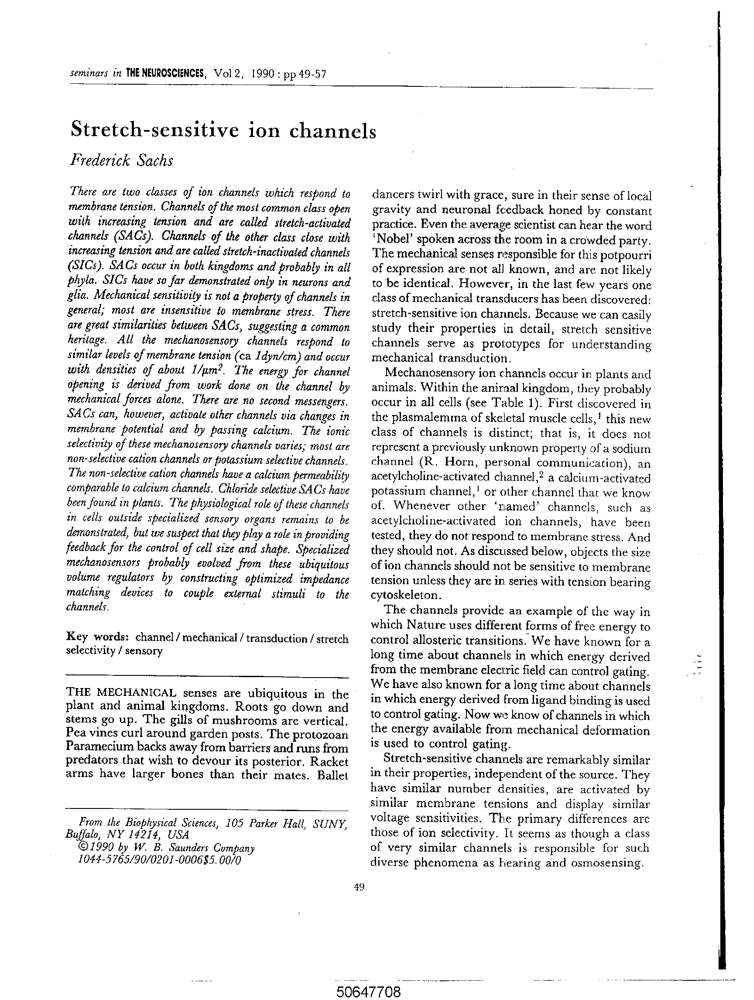 seminars in THE NEUROSCIENCES, Vol 2, 1990 : pp 49-57
Stretch-sensitive ion channels
Frederick Sachs
There are two classes of ion channels which respond to
membrane tension. Channels of the most common class open
with increasing tension and are called stretch-activated
channels (SACs). Channels of the other class close with
increasing tension and are called stretch-inactivated channels
(SICs). SACs occur in both kingdoms and probably in all
phyla. SICs have so far demonstrated only in neurons and
glia. Mechanical sensitivity is not a property of channels in
general; most are insensitive to membrane stress. There
are great similarities between SACs, suggesting a common
heritage. All the mechanosensory channels respond to
similar levels of membrane tension (ca 1dyn/cm) and occur
with densities of about 1/μm². The energy for channel
opening is derived from work done on the channel by
mechanical forces alone. There are no second messengers.
SACs can, however, activate other channels via changes in
membrane potential and by passing calcium. The ionic
selectivity of these mechanosensory channels varies; most are
non-selective cation channels or potassium selective channels.
The non-selective cation channels have a calcium permeability
comparable to calcium channels. Chloride selective SACs have
been found in plants. The physiological role of these channels
in cells outside specialized sensory organs remains to be
demonstrated, but we suspect that they play a role in providing
feedback for the control of cell size and shape. Specialized
mechanosensors probably evolved from these ubiquitous
volume regulators by constructing optimized impedance
matching devices to couple external stimuli to the
channels.
Key words: channel / mechanical / transduction / stretch
selectivity / sensory
THE MECHANICAL senses are ubiquitous in the
plant and animal kingdoms. Roots go down and
stems go up. The gills of mushrooms are vertical.
Pea vines curl around garden posts. The protozoan
Paramecium backs away from barriers and runs from
predators that wish to devour its posterior. Racket
arms have larger bones than their mates. Ballet
From the Biophysical Sciences, 105 Parker Hall, SUNY,
Buffalo, NY 14214, USA
©1990 by W. B. Saunders Company
1044-5765/90/0201-0006$5.00/0
dancers twirl with grace, sure in their sense of local
gravity and neuronal feedback honed by constant
practice. Even the average scientist can hear the word
'Nobel' spoken across the room in a crowded party.
The mechanical senses responsible for this potpourri
of expression are not all known, and are not likely
to be identical. However, in the last few years one
class of mechanical transducers has been discovered:
stretch-sensitive ion channels. Because we can easily
study their properties in detail, stretch sensitive
channels serve as prototypes for understanding
mechanical transduction.
Mechanosensory ion channels occur in plants and
animals. Within the animal kingdom, they probably
occur in all cells (see Table 1). First discovered in
the plasmalemma of skeletal muscle cells,¹ this new
class of channels is distinct; that is, it does not
represent a previously unknown property of a sodium
channel (R. Horn, personal communication), an
acetylcholine-activated channel,² a calcium-activated
potassium channel,¹ or other channel that we know
of. Whenever other 'named' channels, such as
acetylcholine-activated ion channels, have been
tested, they do not respond to membrane stress. And
they should not. As discussed below, objects the size
of ion channels should not be sensitive to membrane
tension unless they are in series with tension bearing
cytoskeleton.
The channels provide an example of the way in
which Nature uses different forms of free energy to
control allosteric transitions. We have known for a
long time about channels in which energy derived
from the membrane electric field can control gating.
We have also known for a long time about channels
in which energy derived from ligand binding is used
to control gating. Now we know of channels in which
the energy available from mechanical deformation
is used to control gating.
Stretch-sensitive channels are remarkably similar
in their properties, independent of the source. They
have similar number densities, are activated by
similar membrane tensions and display similar
voltage sensitivities. The primary differences are
those of ion selectivity. It seems as though a class
of very similar channels is responsible for such
diverse phenomena as hearing and osmosensing.
49
50647708